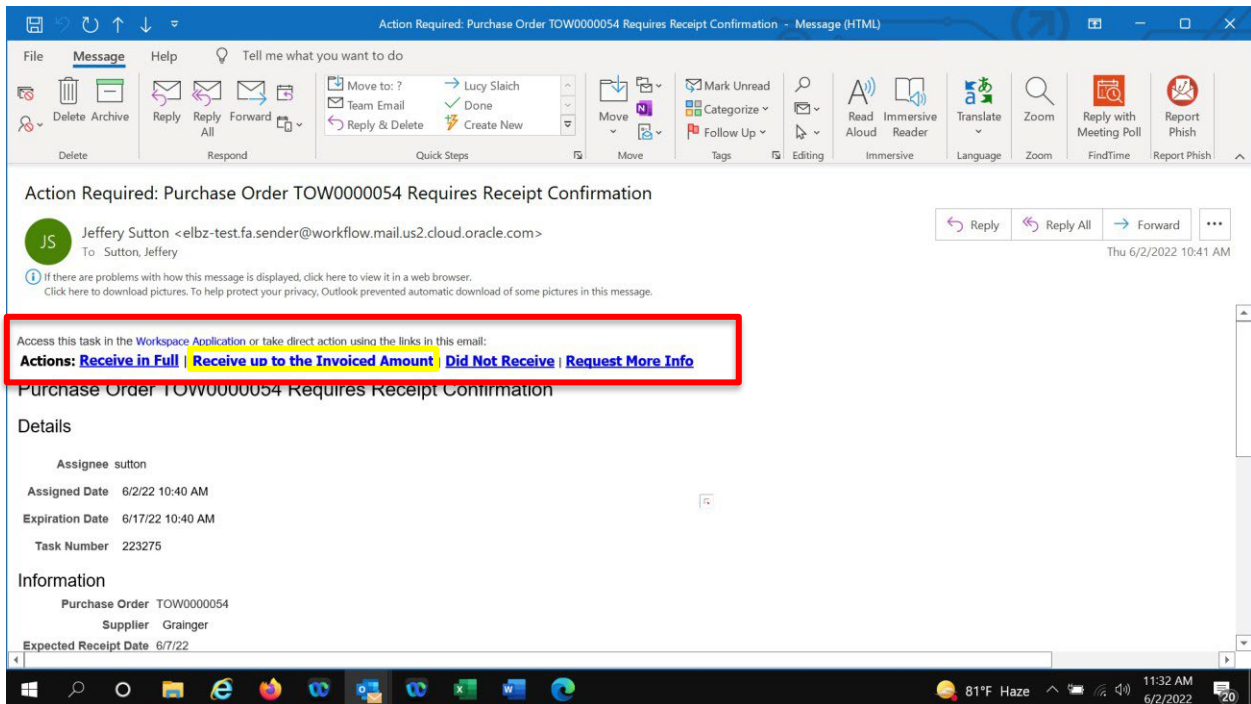 Action Required: Purchase Order TOW0000054 Requires Receipt Confirmation - Message (HTML)
File Message Help Tell me what you want to do
Move to: ? Lucy Slaich
Team Email Done
Reply & Delete Create New
Delete Archive
Reply Reply All Forward
Move
Mark Unread
Categorize
Follow Up
Read Aloud Immersive Reader
Translate
Zoom
Reply with Meeting Poll
Report Phish
Delete Respond Quick Steps Move Tags Editing Immersive Language Zoom FindTime Report Phish
Action Required: Purchase Order TOW0000054 Requires Receipt Confirmation
JS
Jeffery Sutton <elbz-test.fa.sender@workflow.mail.us2.cloud.oracle.com>
To Sutton, Jeffery
Reply Reply All Forward ...
Thu 6/2/2022 10:41 AM
If there are problems with how this message is displayed, click here to view it in a web browser.
Click here to download pictures. To help protect your privacy, Outlook prevented automatic download of some pictures in this message.
Access this task in the Workspace Application or take direct action using the links in this email:
Actions: Receive in Full | Receive up to the Invoiced Amount | Did Not Receive | Request More Info
Purchase Order TOW0000054 Requires Receipt Confirmation
Details
Assignee sutton
Assigned Date 6/2/22 10:40 AM
Expiration Date 6/17/22 10:40 AM
Task Number 223275
Information
Purchase Order TOW0000054
Supplier Grainger
Expected Receipt Date 6/7/22
81°F Haze
11:32 AM
6/2/2022
20